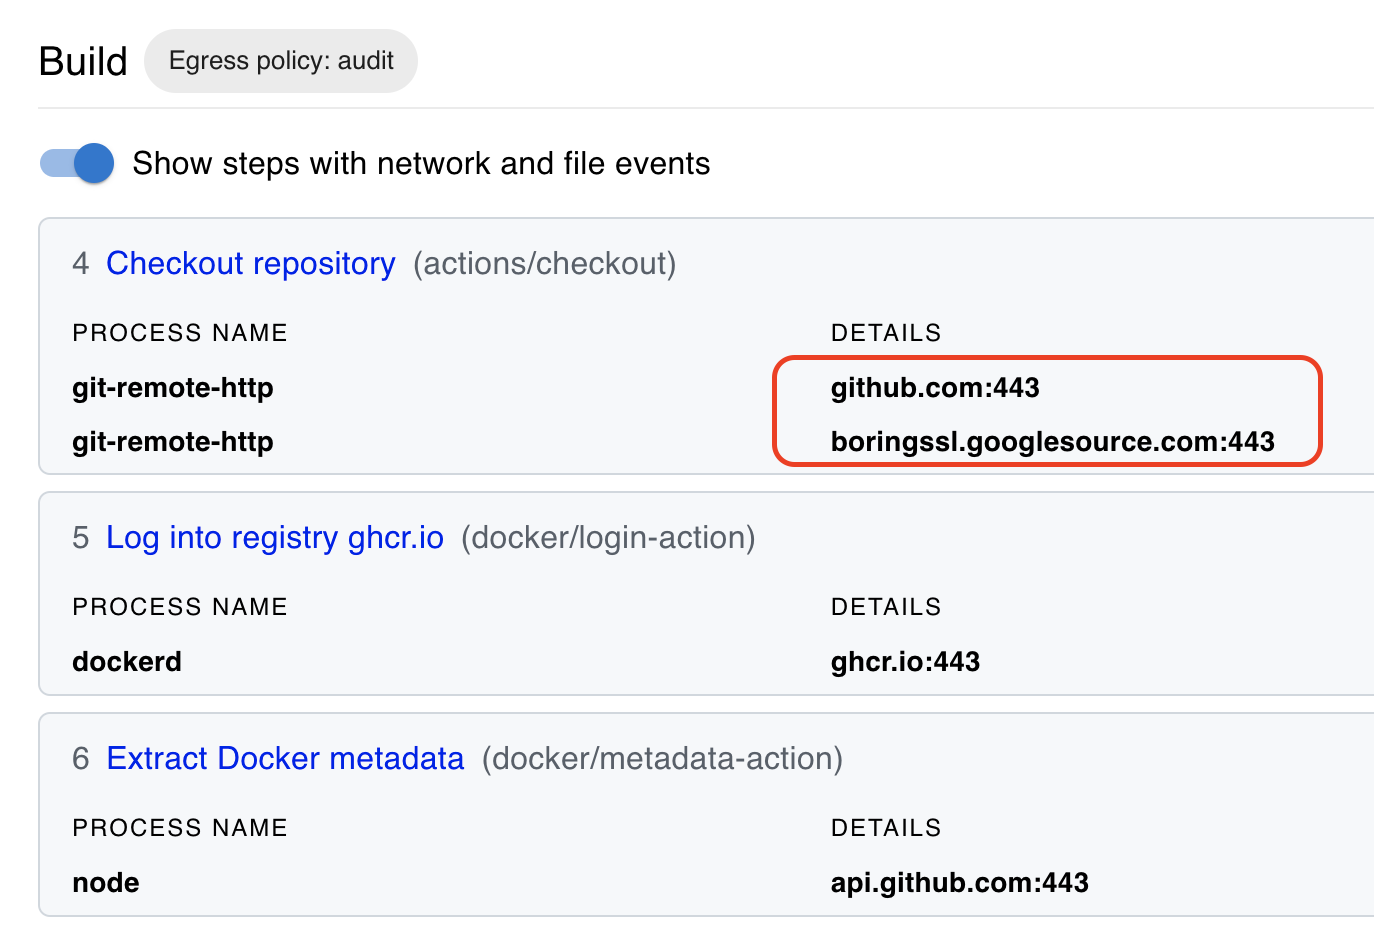 Build Egress policy: audit
Show steps with network and file events
4 Checkout repository (actions/checkout)
PROCESS NAME DETAILS
git-remote-http github.com:443
git-remote-http boringssl.googlesource.com:443
5 Log into registry ghcr.io (docker/login-action)
PROCESS NAME DETAILS
dockerd ghcr.io:443
6 Extract Docker metadata (docker/metadata-action)
PROCESS NAME DETAILS
node api.github.com:443